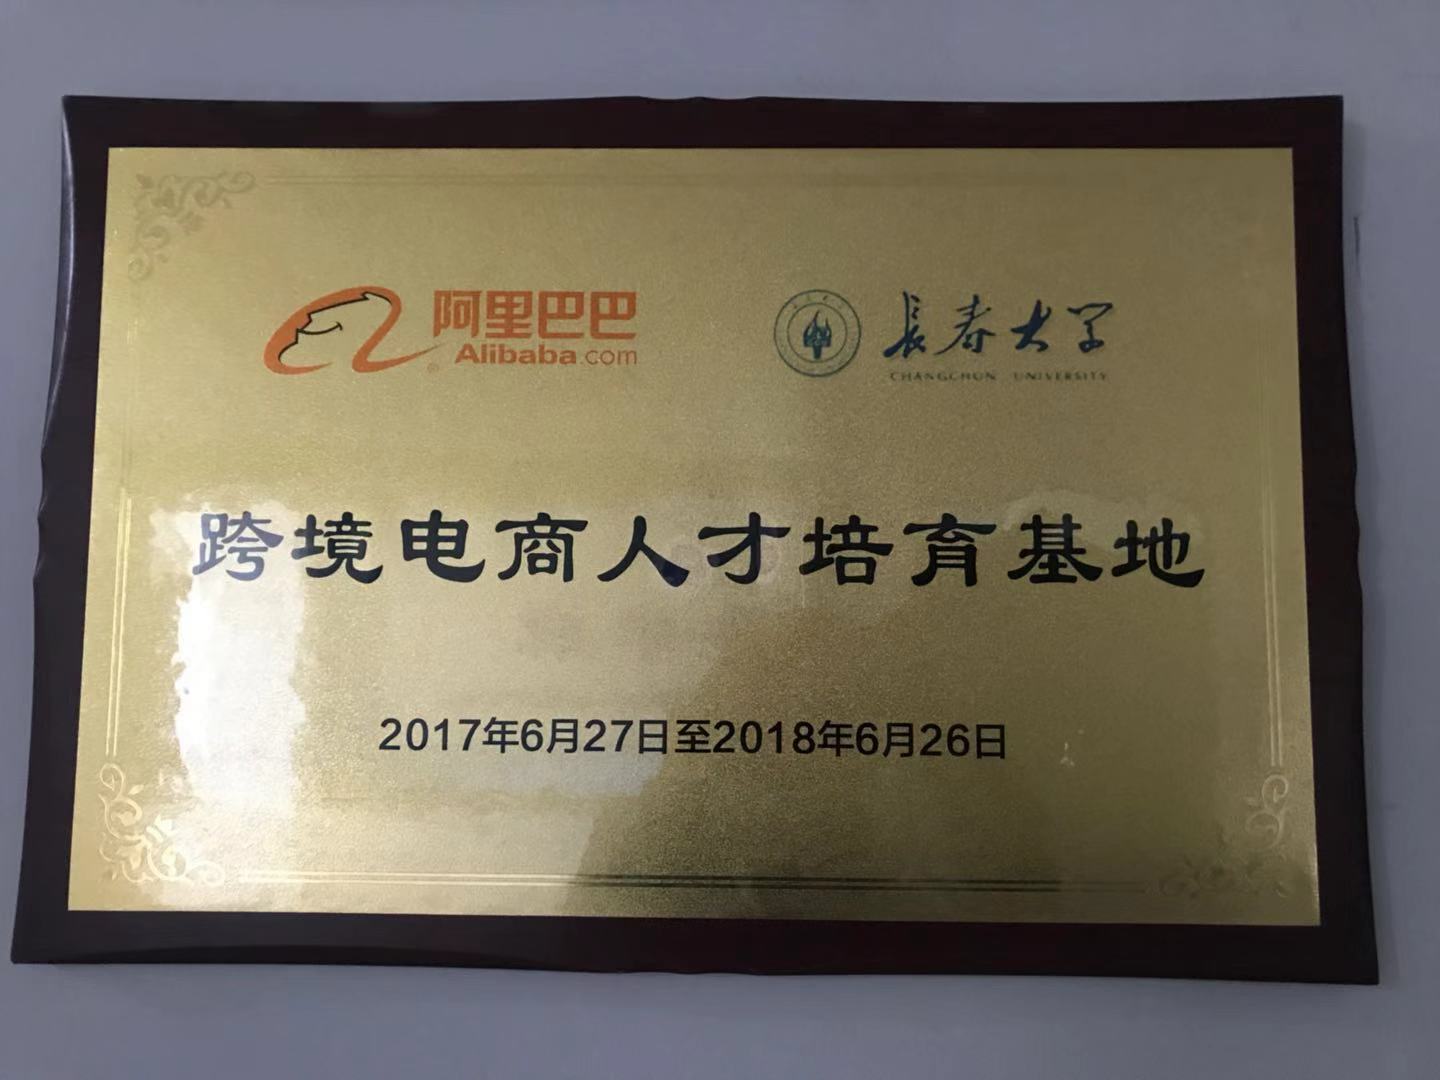 阿里巴巴
Alibaba.com
長春大学
CHANGCHUN UNIVERSITY
跨境电商人才培育基地
2017年6月27日至2018年6月26日